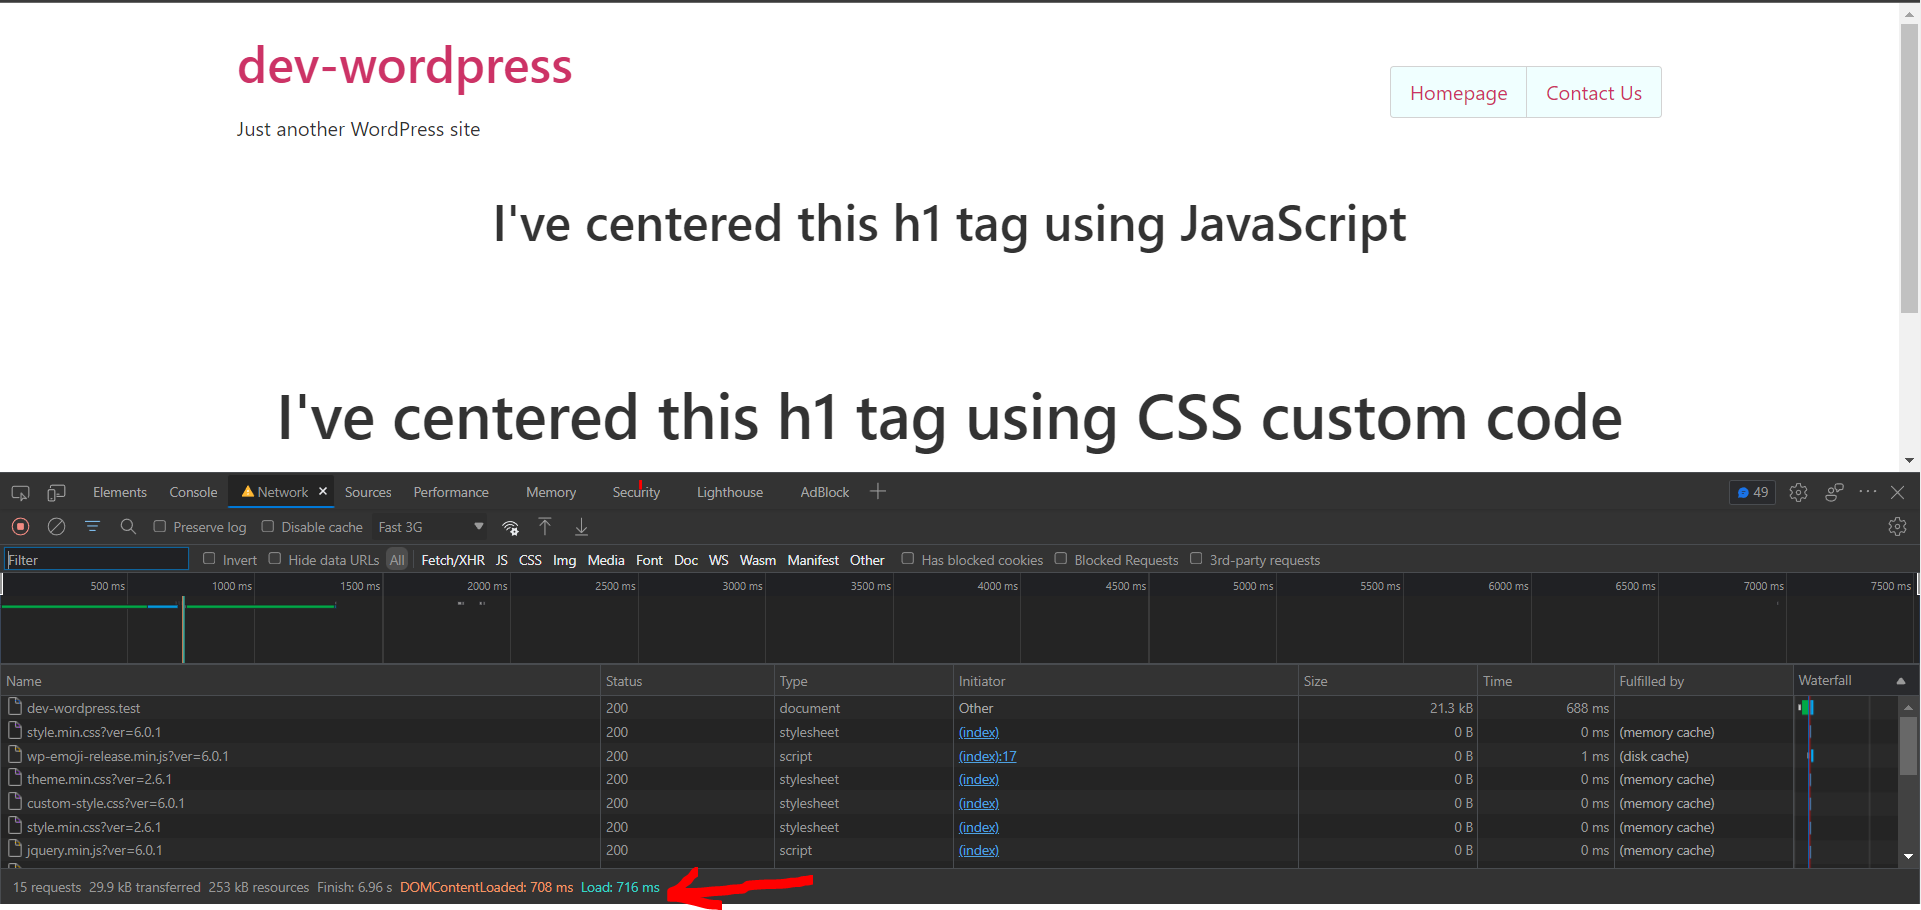 dev-wordpress
Homepage Contact Us
Just another WordPress site
I've centered this h1 tag using JavaScript
I've centered this h1 tag using CSS custom code
Elements Console Network × Sources Performance Memory Security Lighthouse AdBlock 49
Preserve log Disable cache Fast 3G
Filter Invert Hide data URLs All Fetch/XHR JS CSS Img Media Font Doc WS Wasm Manifest Other Has blocked cookies Blocked Requests 3rd-party requests
500 ms 1000 ms 1500 ms 2000 ms 2500 ms 3000 ms 3500 ms 4000 ms 4500 ms 5000 ms 5500 ms 6000 ms 6500 ms 7000 ms 7500 ms
Name Status Type Initiator Size Time Fulfilled by Waterfall
dev-wordpress.test 200 document Other 21.3 kB 688 ms
style.min.css?ver=6.0.1 200 stylesheet (index) 0 B 0 ms (memory cache)
wp-emoji-release.min.js?ver=6.0.1 200 script (index):17 0 B 1 ms (disk cache)
theme.min.css?ver=2.6.1 200 stylesheet (index) 0 B 0 ms (memory cache)
custom-style.css?ver=6.0.1 200 stylesheet (index) 0 B 0 ms (memory cache)
style.min.css?ver=2.6.1 200 stylesheet (index) 0 B 0 ms (memory cache)
jquery.min.js?ver=6.0.1 200 script (index) 0 B 0 ms (memory cache)
15 requests 29.9 kB transferred 253 kB resources Finish: 6.96 s DOMContentLoaded: 708 ms Load: 716 ms